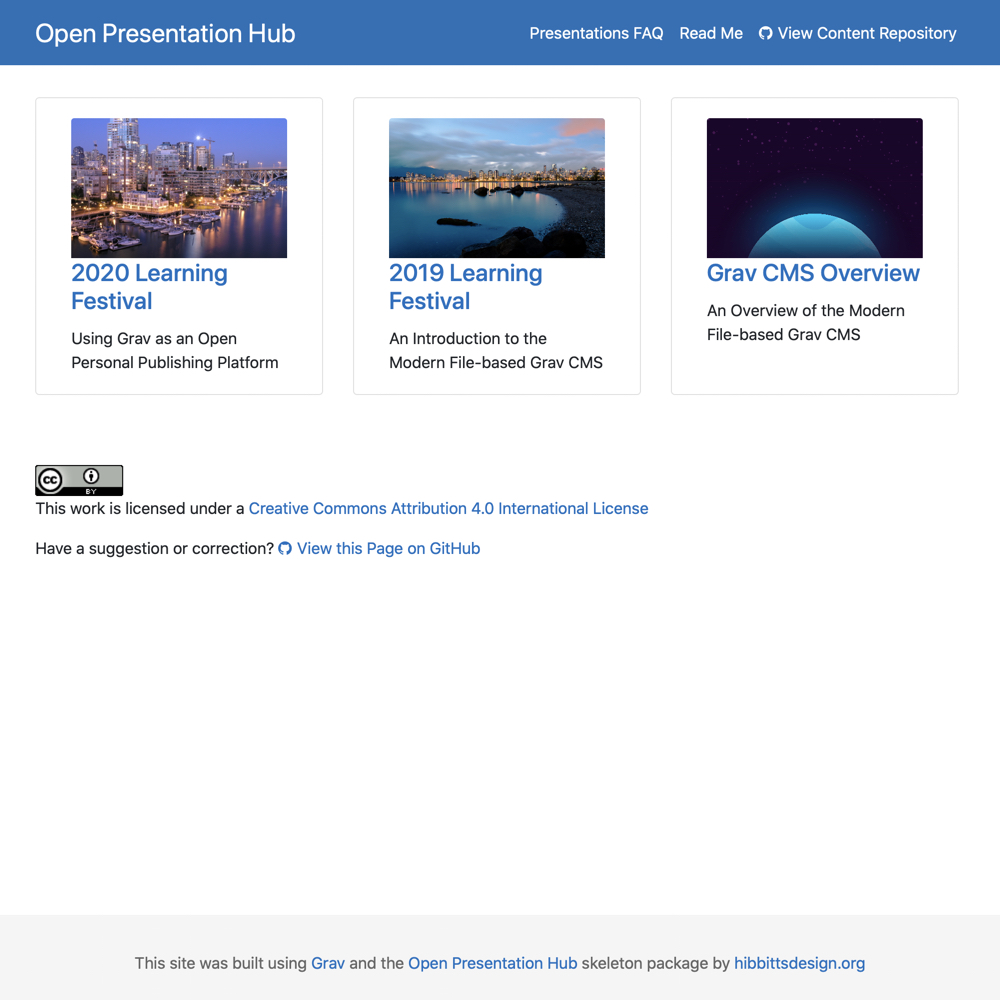 Open Presentation Hub
Presentations FAQ Read Me View Content Repository
2020 Learning
Festival
Using Grav as an Open
Personal Publishing Platform
2019 Learning
Festival
An Introduction to the
Modern File-based Grav CMS
Grav CMS Overview
An Overview of the Modern
File-based Grav CMS
cc
BY
This work is licensed under a Creative Commons Attribution 4.0 International License
Have a suggestion or correction? View this Page on GitHub
This site was built using Grav and the Open Presentation Hub skeleton package by hibbittsdesign.org